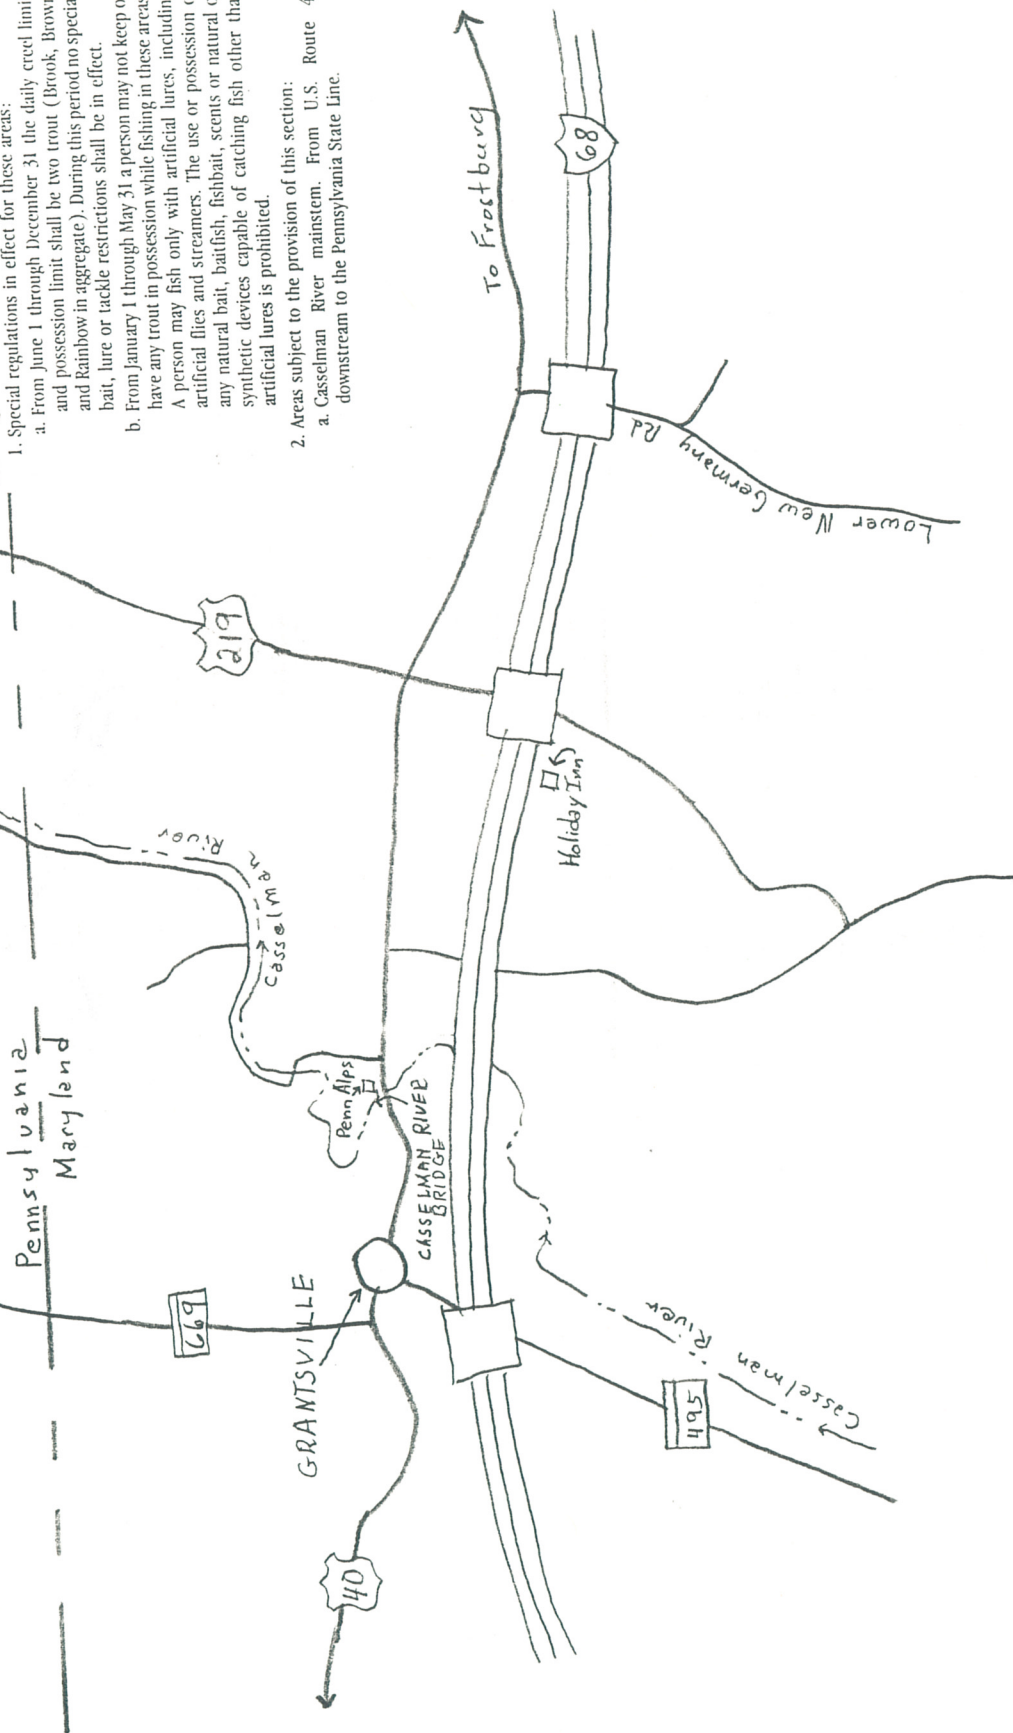 1. Special regulations in effect for these areas:
a. From June 1 through December 31 the daily creel limi
and possession limit shall be two trout (Brook, Brown
and Rainbow in aggregate). During this period no specia
bait, lure or tackle restrictions shall be in effect.
b. From January 1 through May 31 a person may not keep o
have any trout in possession while fishing in these areas
A person may fish only with artificial lures, includin
artificial flies and streamers. The use or possession o
any natural bait, baitfish, fishbait, scents or natural o
synthetic devices capable of catching fish other tha
artificial lures is prohibited.
2. Areas subject to the provision of this section:
a. Casselman River mainstem. From U.S. Route 4
downstream to the Pennsylvania State Line.
Pennsylvania
Maryland
669
219
River
Casselman
Penn Alps
GRANTSVILLE
40
CASSELMAN RIVER
BRIDGE
To Frostburg
68
Holiday Inn
Lower New Germany Rd
495
Casselman River